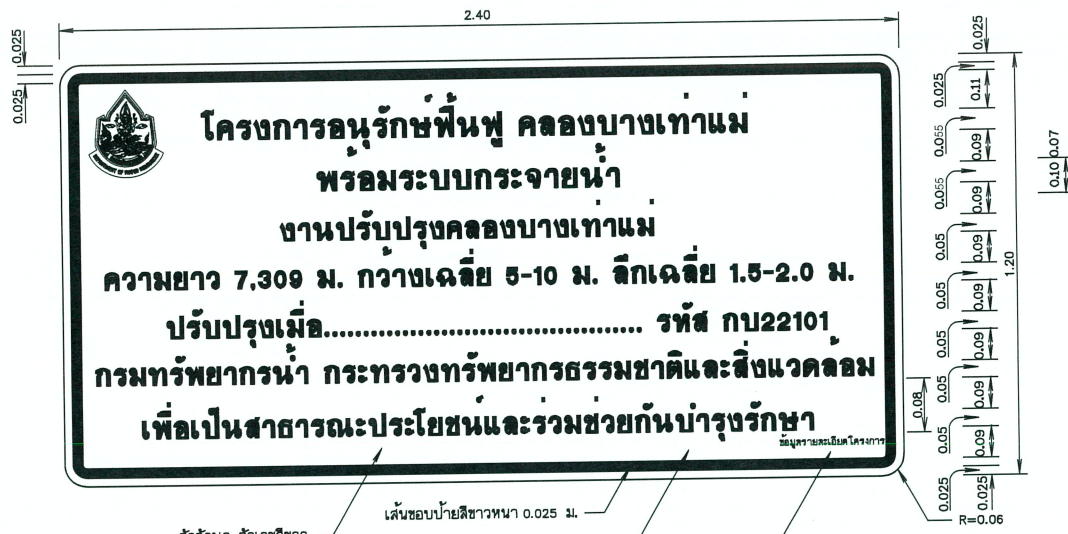 2.40
0.025
0.025
โครงการอนุรักษ์ฟื้นฟู คลองบางเท่าแม่
พร้อมระบบกระจายน้ำ
งานปรับปรุงคลองบางเท่าแม่
ความยาว 7,309 ม. กว้างเฉลี่ย 5-10 ม. ลึกเฉลี่ย 1.5-2.0 ม.
ปรับปรุงเมื่อ........................................ รหัส กบ22101
กรมทรัพยากรน้ำ กระทรวงทรัพยากรธรรมชาติและสิ่งแวดล้อม
เพื่อเป็นสาธารณะประโยชน์และร่วมช่วยกันบำรุงรักษา
ข้อมูลรายละเอียดโครงการ
เส้นขอบป้ายสีขาวหนา 0.025 ม.
R=0.06
0.025
0.025
0.11
0.055
0.09
0.055
0.09
0.05
0.09
0.05
0.09
0.05
0.09
0.05
0.09
0.05
0.09
0.025
0.025
0.08
1.20
0.07
0.10